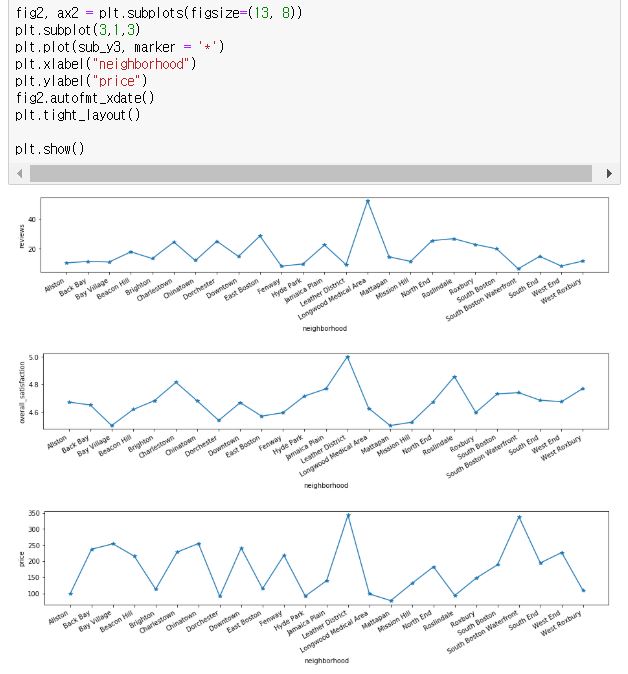 fig2, ax2 = plt.subplots(figsize=(13, 8))
plt.subplot(3,1,3)
plt.plot(sub_y3, marker = '*')
plt.xlabel("neighborhood")
plt.ylabel("price")
fig2.autofmt_xdate()
plt.tight_layout()
plt.show()
reviews
40
20
Allston
Back Bay
Bay Village
Beacon Hill
Brighton
Charlestown
Chinatown
Dorchester
Downtown
East Boston
Fenway
Hyde Park
Jamaica Plain
Leather District
Longwood Medical Area
Mattapan
Mission Hill
North End
Roslindale
Roxbury
South Boston
South Boston Waterfront
South End
West End
West Roxbury
neighborhood
overall_satisfaction
5.0
4.8
4.6
Allston
Back Bay
Bay Village
Beacon Hill
Brighton
Charlestown
Chinatown
Dorchester
Downtown
East Boston
Fenway
Hyde Park
Jamaica Plain
Leather District
Longwood Medical Area
Mattapan
Mission Hill
North End
Roslindale
Roxbury
South Boston
South Boston Waterfront
South End
West End
West Roxbury
neighborhood
price
350
300
250
200
150
100
Allston
Back Bay
Bay Village
Beacon Hill
Brighton
Charlestown
Chinatown
Dorchester
Downtown
East Boston
Fenway
Hyde Park
Jamaica Plain
Leather District
Longwood Medical Area
Mattapan
Mission Hill
North End
Roslindale
Roxbury
South Boston
South Boston Waterfront
South End
West End
West Roxbury
neighborhood